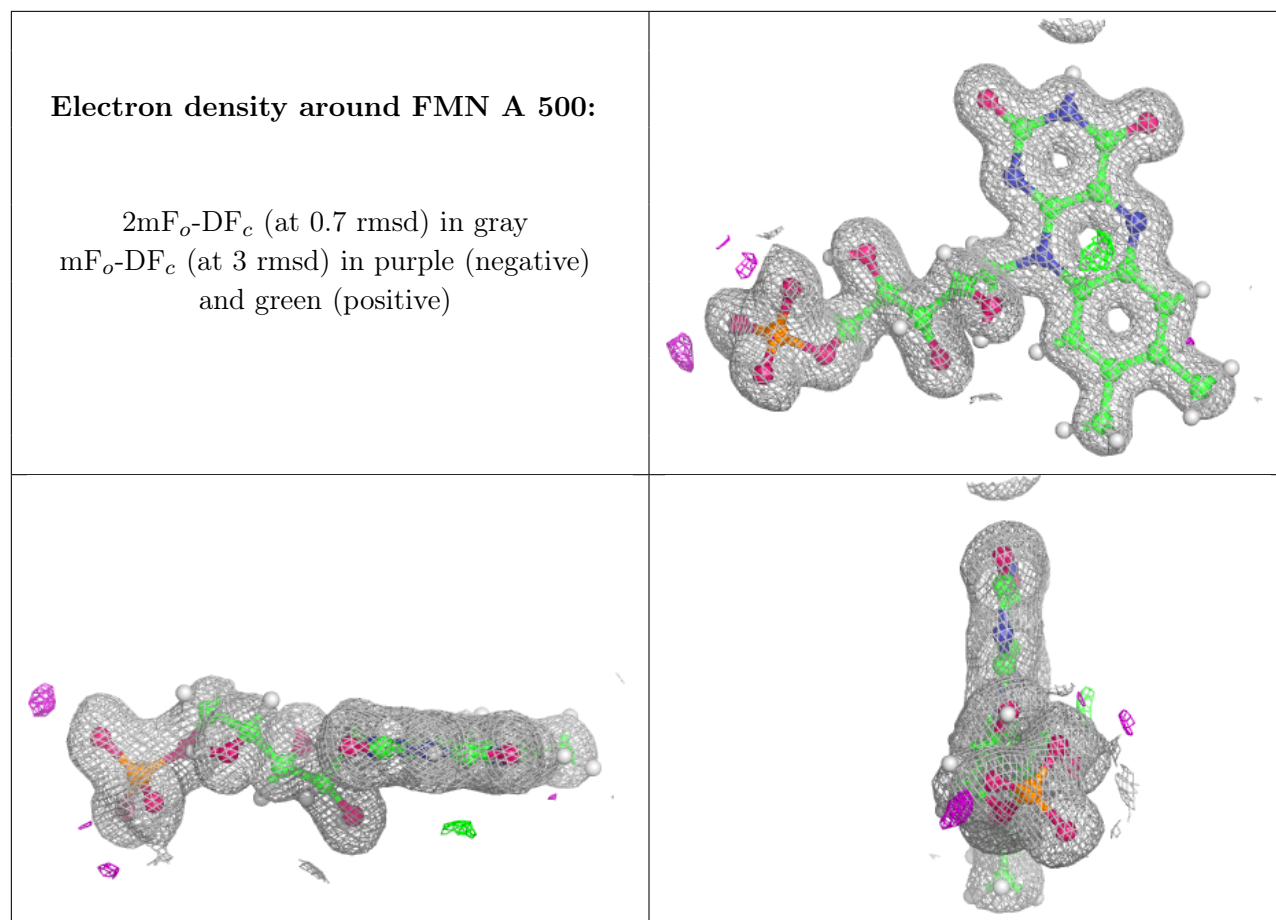 Electron density around FMN A 500:
2mFo-DFc (at 0.7 rmsd) in gray
mFo-DFc (at 3 rmsd) in purple (negative)
and green (positive)